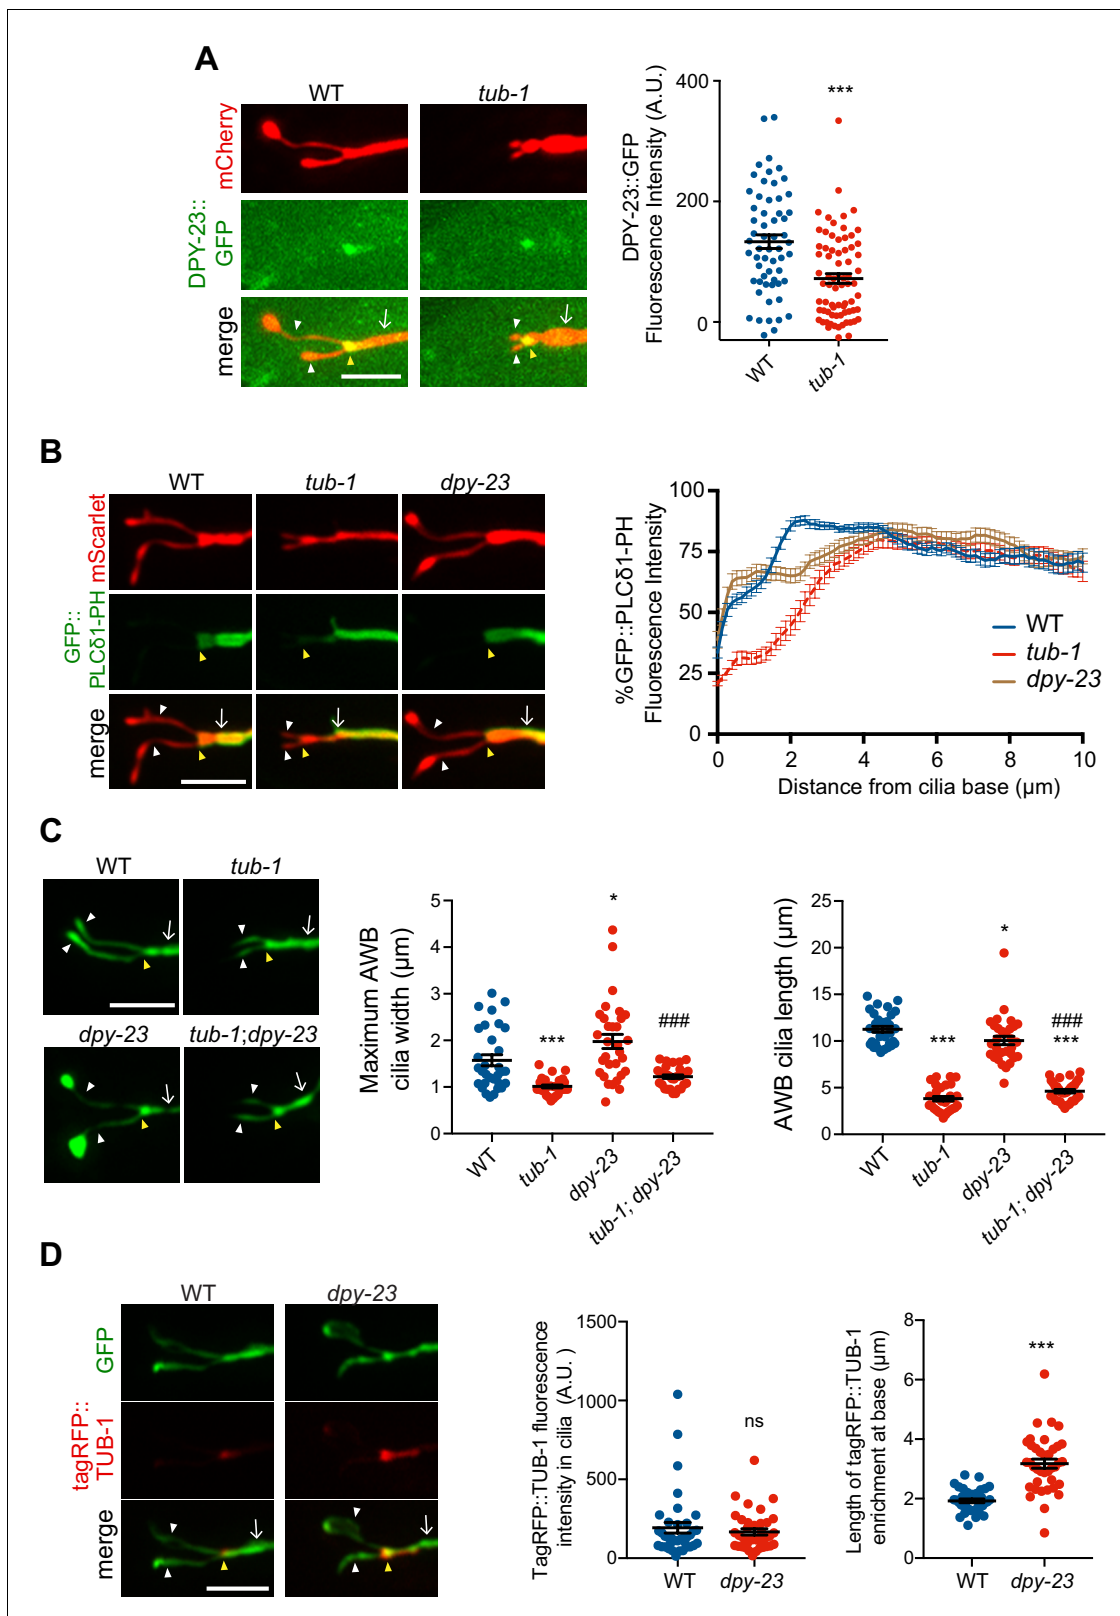 A
WT
tub-1
mCherry
DPY-23::
GFP
merge
DPY-23::GFP
Fluorescence Intensity (A.U.)
400
200
0
***
WT
tub-1
B
WT
tub-1
dpy-23
mScarlet
GFP::
PLCδ1-PH
merge
%GFP::PLCδ1-PH
Fluorescence Intensity
100
75
50
25
0
WT
tub-1
dpy-23
0
2
4
6
8
10
Distance from cilia base (µm)
C
WT
tub-1
dpy-23
tub-1;dpy-23
Maximum AWB
cilia width (µm)
5
4
3
2
1
0
***
*
###
WT
tub-1
dpy-23
tub-1; dpy-23
AWB cilia length (µm)
25
20
15
10
5
0
***
*
###
***
WT
tub-1
dpy-23
tub-1; dpy-23
D
WT
dpy-23
GFP
tagRFP::
TUB-1
merge
TagRFP::TUB-1 fluorescence
intensity in cilia (A.U. )
1500
1000
500
0
ns
WT
dpy-23
Length of tagRFP::TUB-1
enrichment at base (µm)
8
6
4
2
0
***
WT
dpy-23